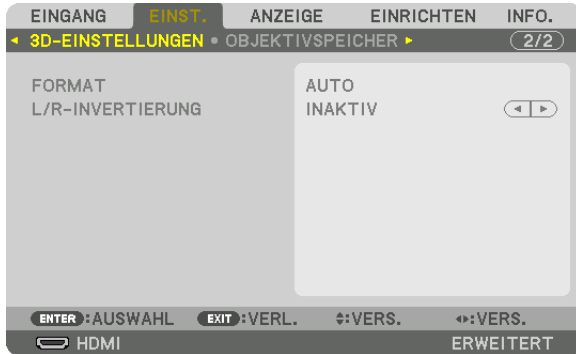 EINGANG EINST. ANZEIGE EINRICHTEN INFO.
◂ 3D-EINSTELLUNGEN • OBJEKTIVSPEICHER ▸ 2/2
FORMAT AUTO
L/R-INVERTIERUNG INAKTIV ◂ ▸
ENTER :AUSWAHL EXIT :VERL. ♦:VERS. ◂▸:VERS.
HDMI ERWEITERT